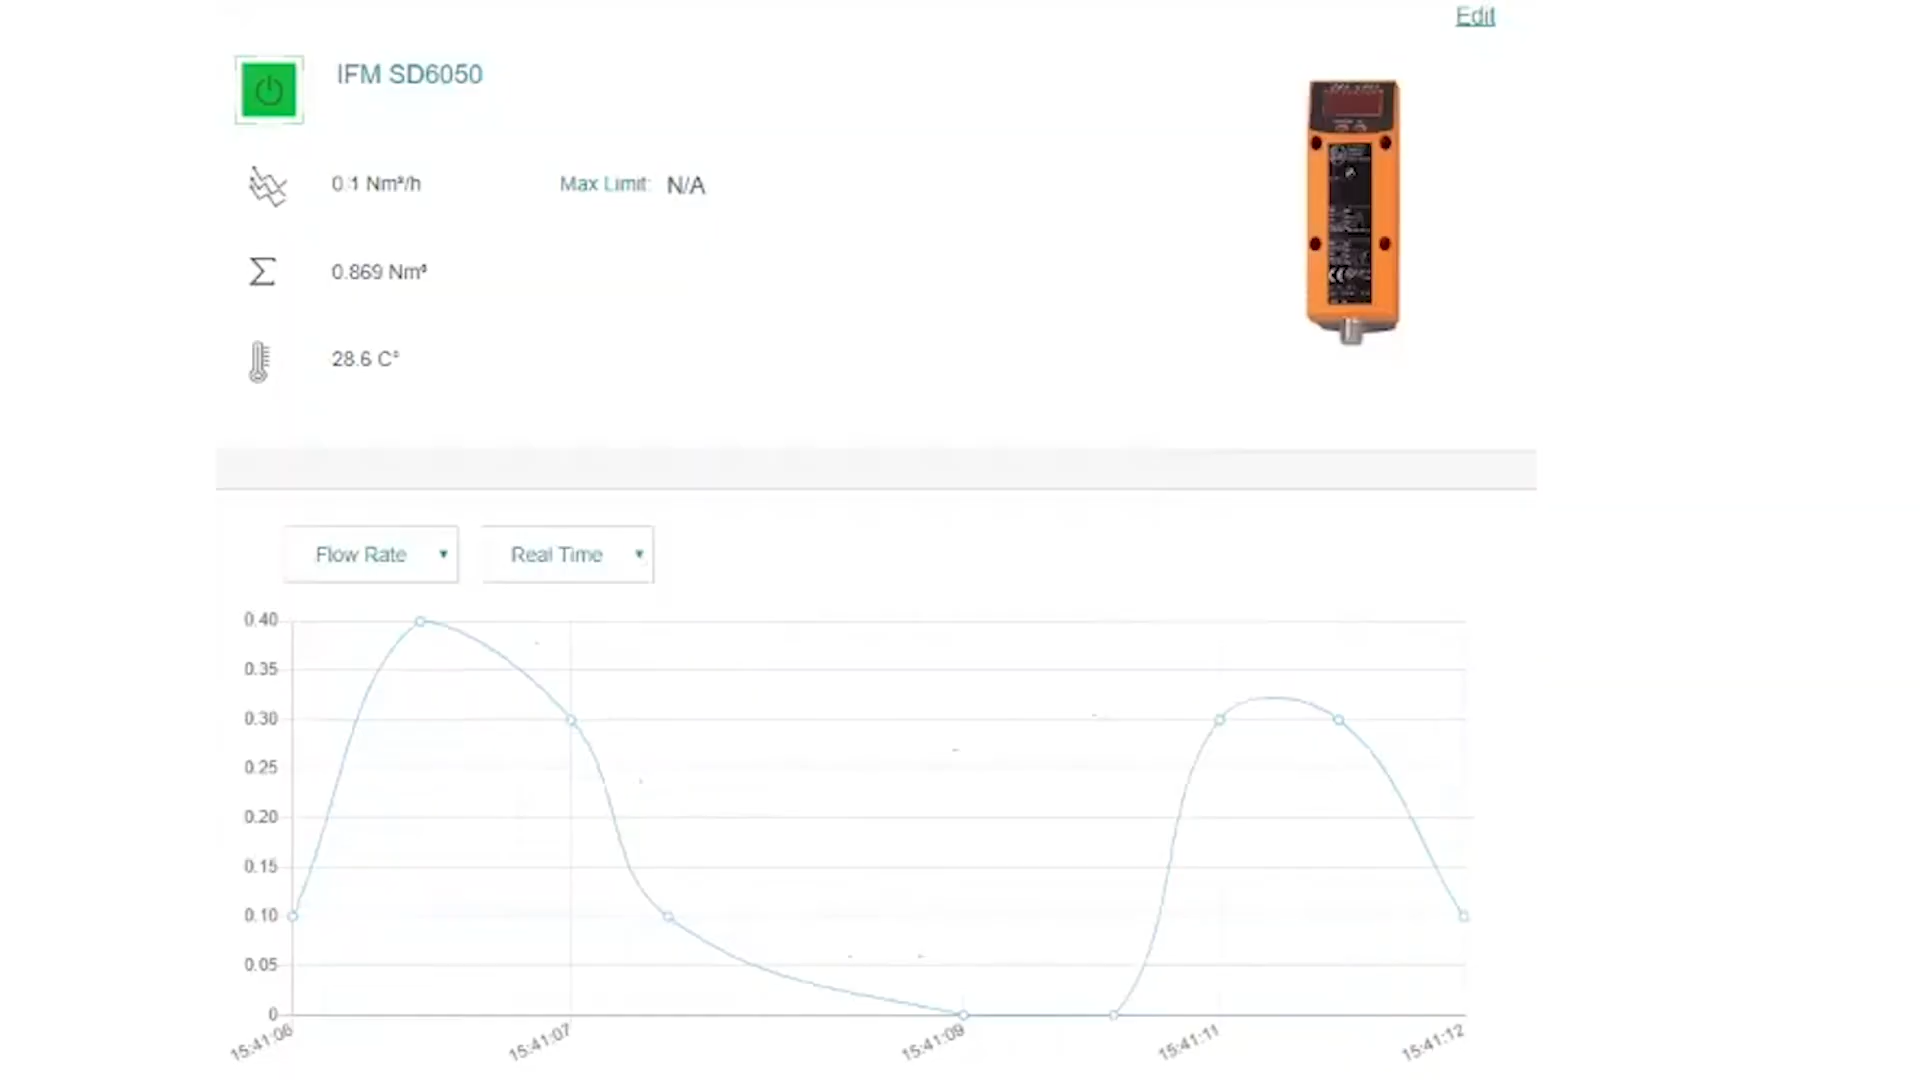 Edit
IFM SD6050
0.1 Nm³/h
Max Limit: N/A
0.869 Nm³
28.6 C°
Flow Rate
Real Time
0.40
0.35
0.30
0.25
0.20
0.15
0.10
0.05
0
15:41:06
15:41:07
15:41:09
15:41:11
15:41:12